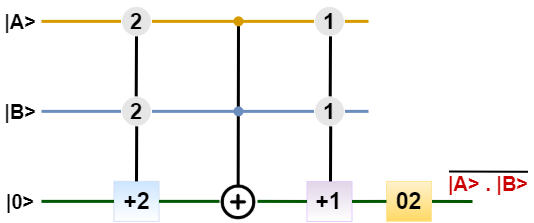 |A> 2 1
|B> 2 1
|0> +2 + +1 02 |A> . |B>